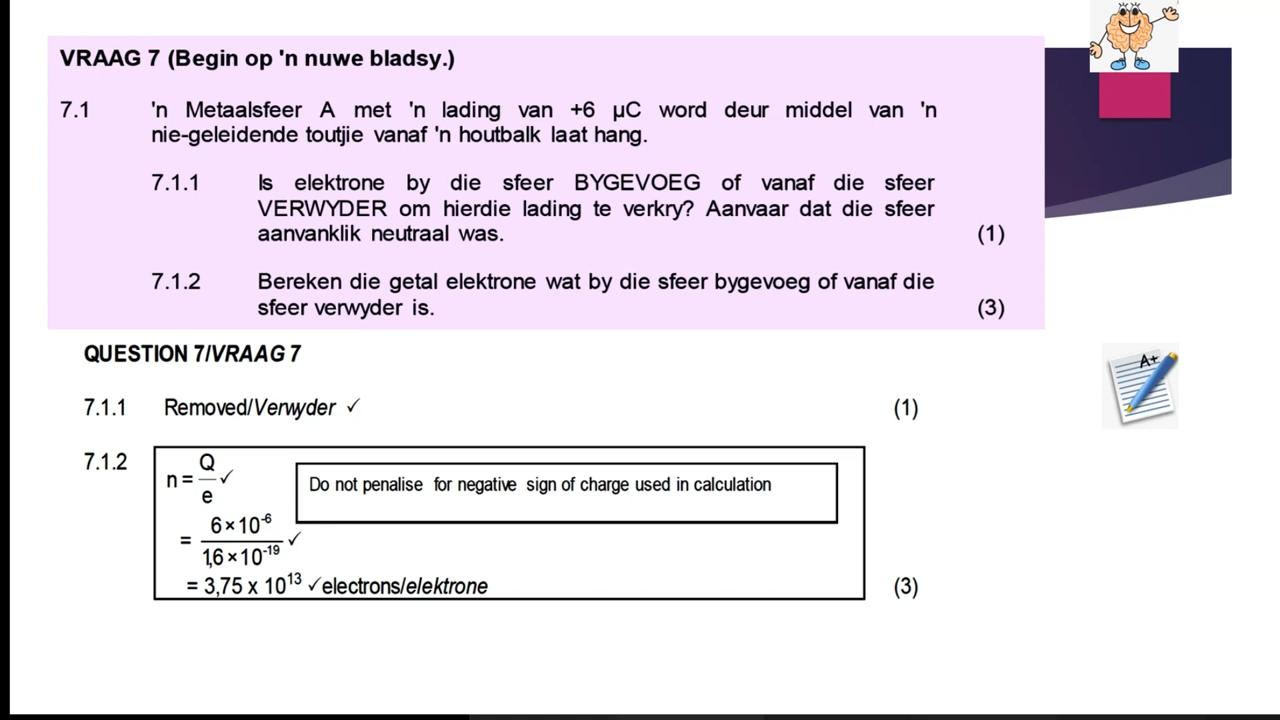 VRAAG 7 (Begin op 'n nuwe bladsy.)
7.1 'n Metaalsfeer A met 'n lading van +6 µC word deur middel van 'n
nie-geleidende toutjie vanaf 'n houtbalk laat hang.
7.1.1 Is elektrone by die sfeer BYGEVOEG of vanaf die sfeer
VERWYDER om hierdie lading te verkry? Aanvaar dat die sfeer
aanvanklik neutraal was. (1)
7.1.2 Bereken die getal elektrone wat by die sfeer bygevoeg of vanaf die
sfeer verwyder is. (3)
QUESTION 7/VRAAG 7
7.1.1 Removed/Verwyder ✓ (1)
7.1.2 n = Q/e ✓
Do not penalise for negative sign of charge used in calculation
= 6 × 10⁻⁶ / 1,6 × 10⁻¹⁹ ✓
= 3,75 x 10¹³ ✓ electrons/elektrone (3)
A+